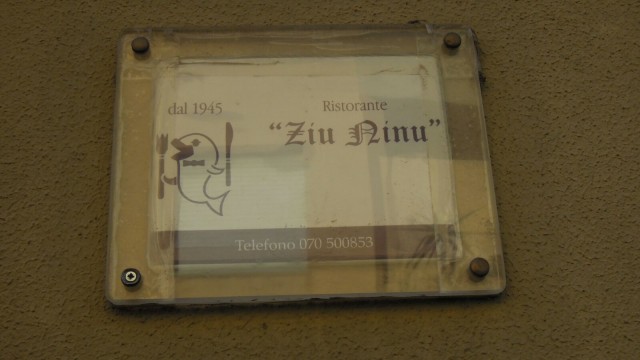 dal 1945
Ristorante
"Ziu Ninu"
Telefono 070 500853